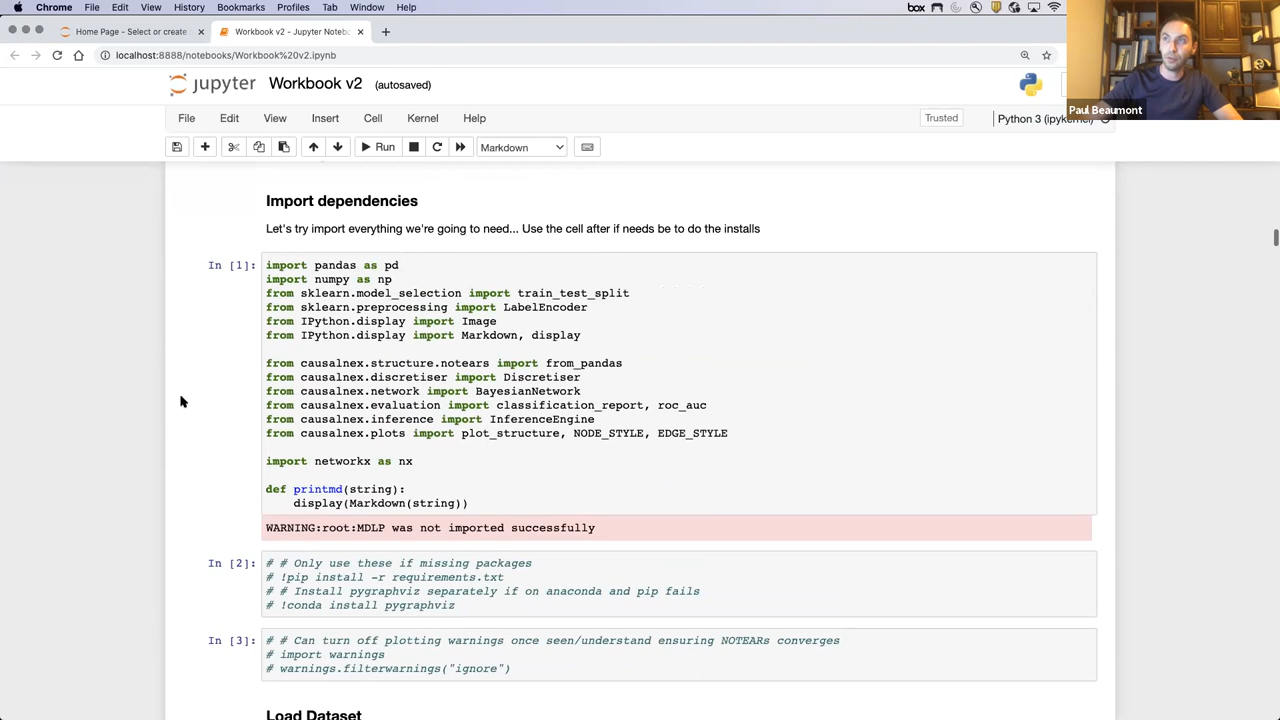 Chrome File Edit View History Bookmarks Profiles Tab Window Help
box
Home Page - Select or create
Workbook v2 - Jupyter Noteb
localhost:8888/notebooks/Workbook%20v2.ipynb
Paul Beaumont
jupyter Workbook v2 (autosaved)
File Edit View Insert Cell Kernel Help
Trusted
Python 3 (ipykernel)
Run
Markdown
Import dependencies
Let's try import everything we're going to need... Use the cell after if needs be to do the installs
In [1]:
import pandas as pd
import numpy as np
from sklearn.model_selection import train_test_split
from sklearn.preprocessing import LabelEncoder
from IPython.display import Image
from IPython.display import Markdown, display
from causalnex.structure.notears import from_pandas
from causalnex.discretiser import Discretiser
from causalnex.network import BayesianNetwork
from causalnex.evaluation import classification_report, roc_auc
from causalnex.inference import InferenceEngine
from causalnex.plots import plot_structure, NODE_STYLE, EDGE_STYLE
import networkx as nx
def printmd(string):
display(Markdown(string))
WARNING:root:MDLP was not imported successfully
In [2]:
# # Only use these if missing packages
# !pip install -r requirements.txt
# # Install pygraphviz separately if on anaconda and pip fails
# !conda install pygraphviz
In [3]:
# # Can turn off plotting warnings once seen/understand ensuring NOTEARs converges
# import warnings
# warnings.filterwarnings("ignore")
Load Dataset